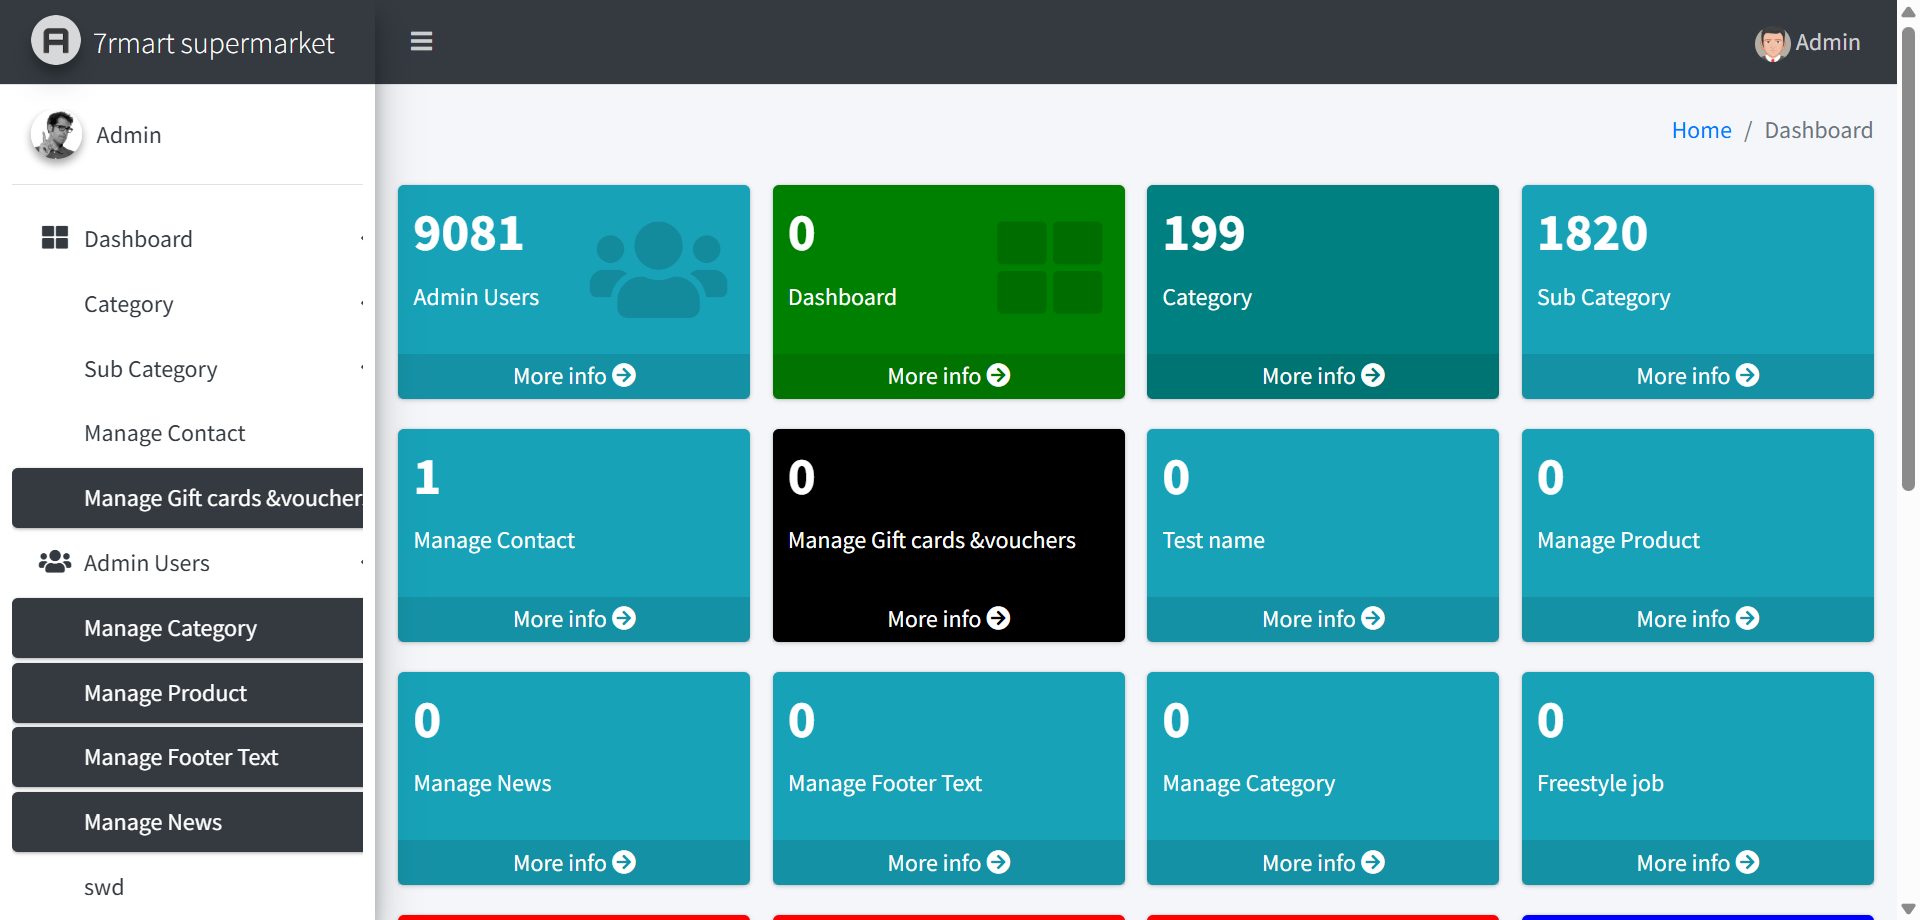 7rmart supermarket
Admin
Home / Dashboard
Admin
Dashboard
Category
Sub Category
Manage Contact
Manage Gift cards &voucher
Admin Users
Manage Category
Manage Product
Manage Footer Text
Manage News
swd
9081
Admin Users
More info
0
Dashboard
More info
199
Category
More info
1820
Sub Category
More info
1
Manage Contact
More info
0
Manage Gift cards &vouchers
More info
0
Test name
More info
0
Manage Product
More info
0
Manage News
More info
0
Manage Footer Text
More info
0
Manage Category
More info
0
Freestyle job
More info